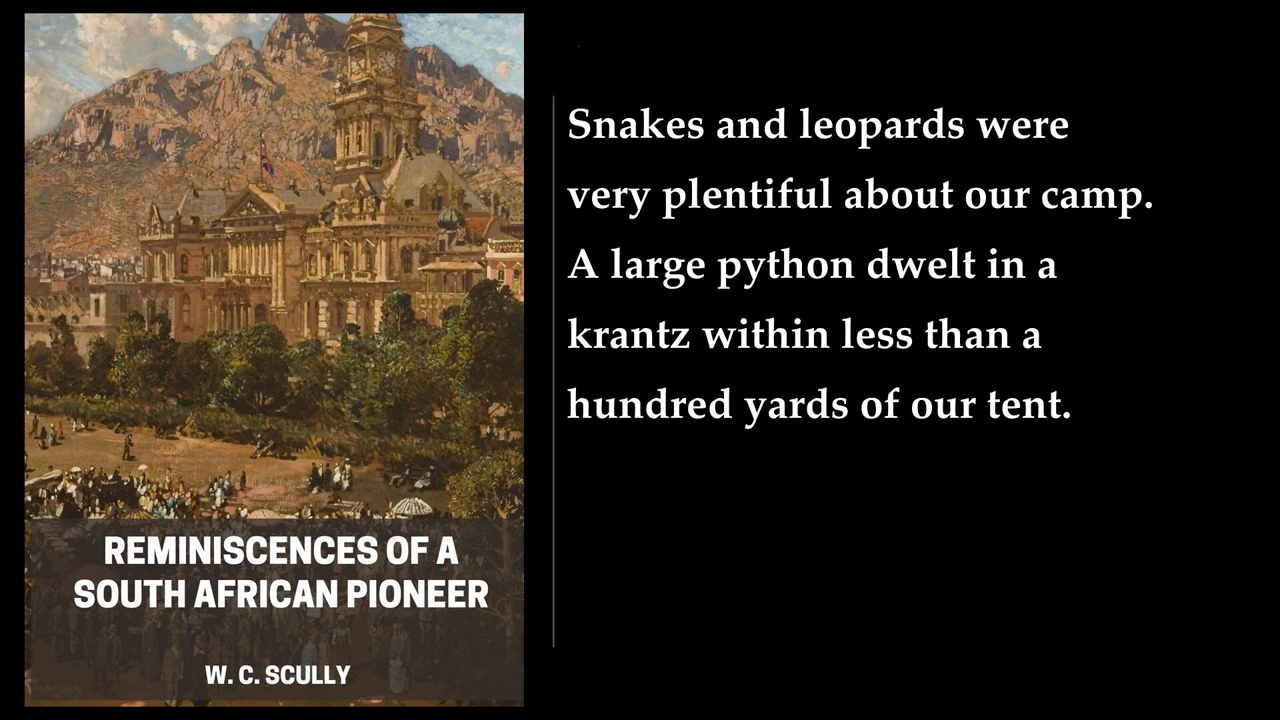 REMINISCENCES OF A
SOUTH AFRICAN PIONEER
W. C. SCULLY
Snakes and leopards were
very plentiful about our camp.
A large python dwelt in a
krantz within less than a
hundred yards of our tent.